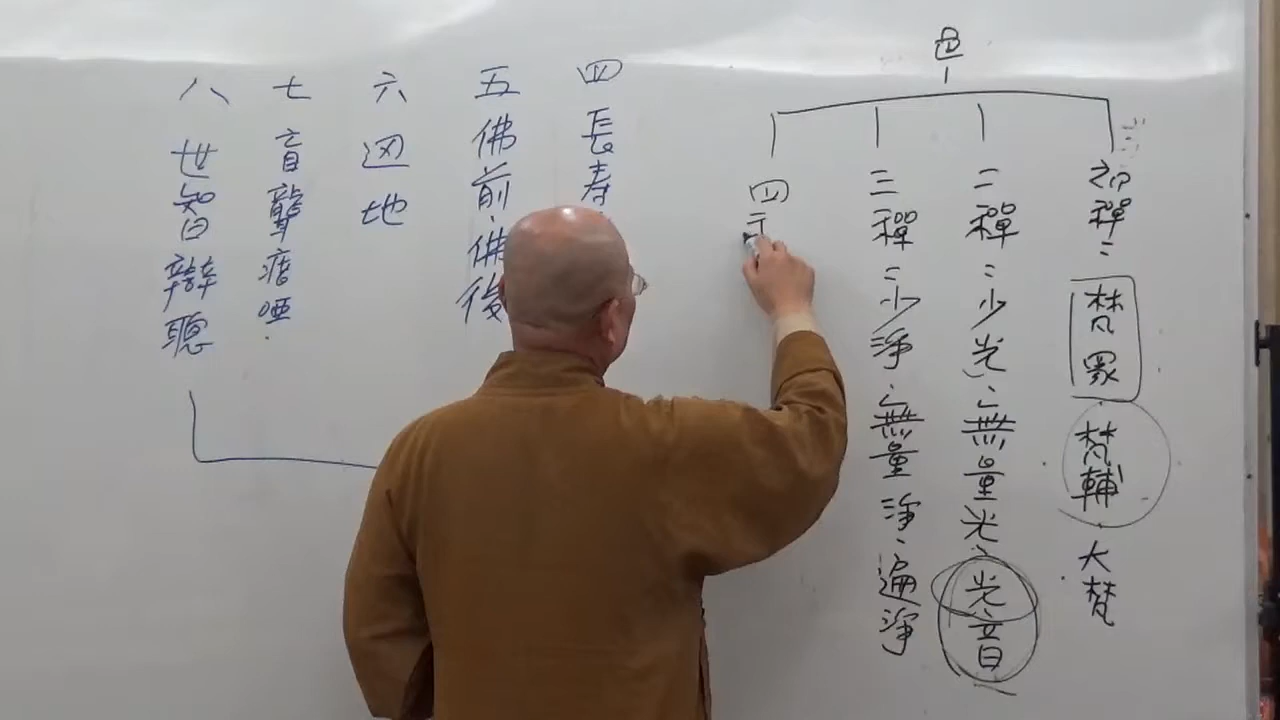 色
初禪：梵眾、梵輔、大梵
二禪：少光、無量光、光音
三禪：少淨、無量淨、遍淨
四
四 長壽
五 佛前、佛後
六 边地
七 盲聾瘖啞
八 世智辯聰